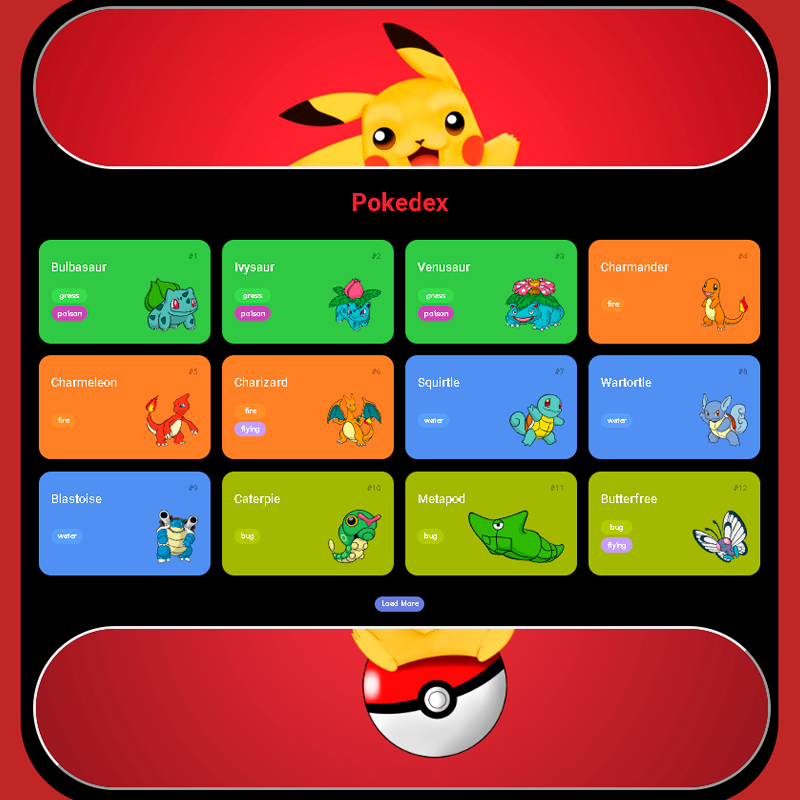 Pokedex
#1
Bulbasaur
grass
poison
#2
Ivysaur
grass
poison
#3
Venusaur
grass
poison
#4
Charmander
fire
#5
Charmeleon
fire
#6
Charizard
fire
flying
#7
Squirtle
water
#8
Wartortle
water
#9
Blastoise
water
#10
Caterpie
bug
#11
Metapod
bug
#12
Butterfree
bug
flying
Load More